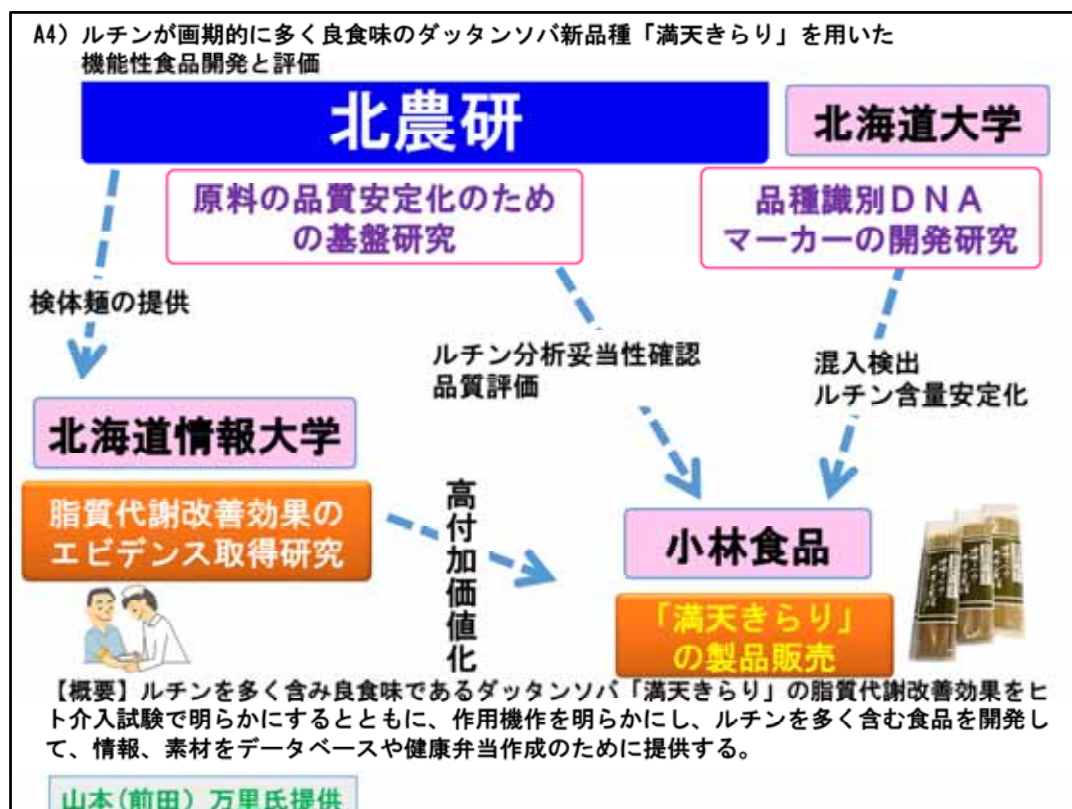 A4）ルチンが画期的に多く良食味のダッタンソバ新品種「満天きらり」を用いた
機能性食品開発と評価
北農研
北海道大学
原料の品質安定化のため
の基盤研究
品種識別ＤＮＡ
マーカーの開発研究
検体麺の提供
ルチン分析妥当性確認
品質評価
混入検出
ルチン含量安定化
北海道情報大学
脂質代謝改善効果の
エビデンス取得研究
高付加価値化
小林食品
「満天きらり」
の製品販売
【概要】ルチンを多く含み良食味であるダッタンソバ「満天きらり」の脂質代謝改善効果をヒ
ト介入試験で明らかにするとともに、作用機作を明らかにし、ルチンを多く含む食品を開発し
て、情報、素材をデータベースや健康弁当作成のために提供する。
山本(前田）万里氏提供